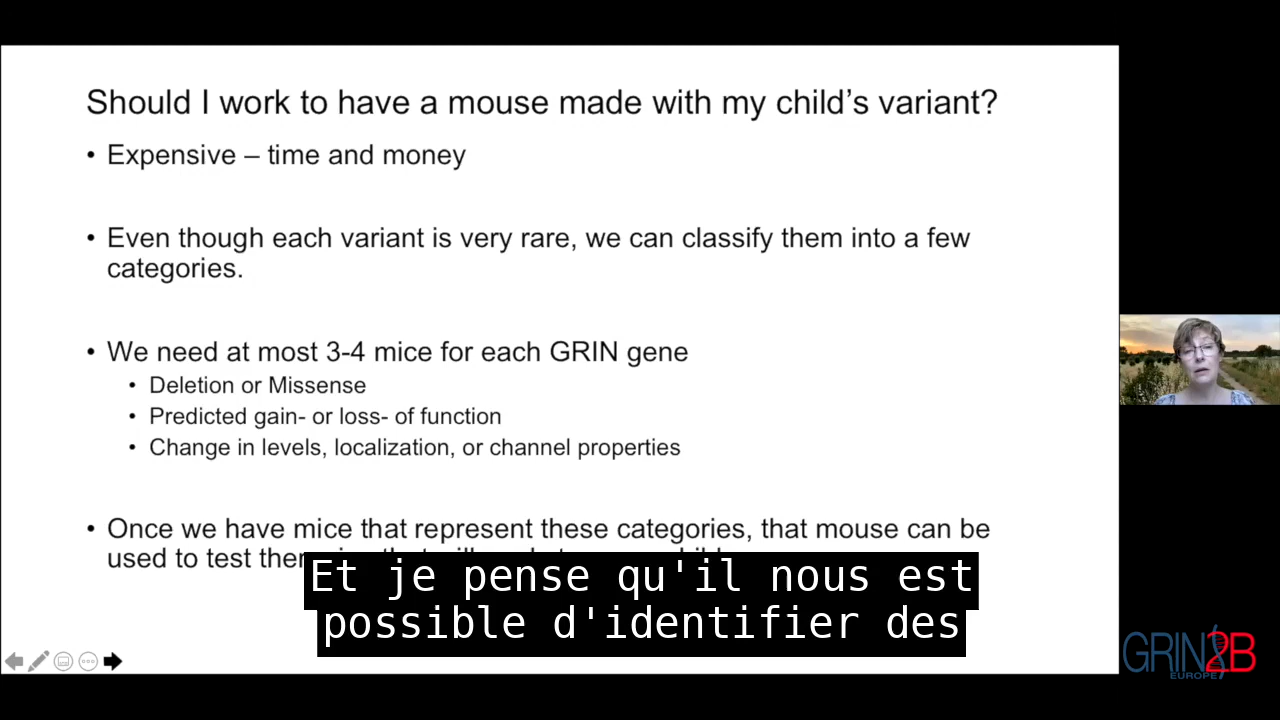 Should I work to have a mouse made with my child's variant?
• Expensive – time and money
• Even though each variant is very rare, we can classify them into a few
categories.
• We need at most 3-4 mice for each GRIN gene
• Deletion or Missense
• Predicted gain- or loss- of function
• Change in levels, localization, or channel properties
• Once we have mice that represent these categories, that mouse can be
used to test
Et je pense qu'il nous est
possible d'identifier des
GRIN2B
EUROPE